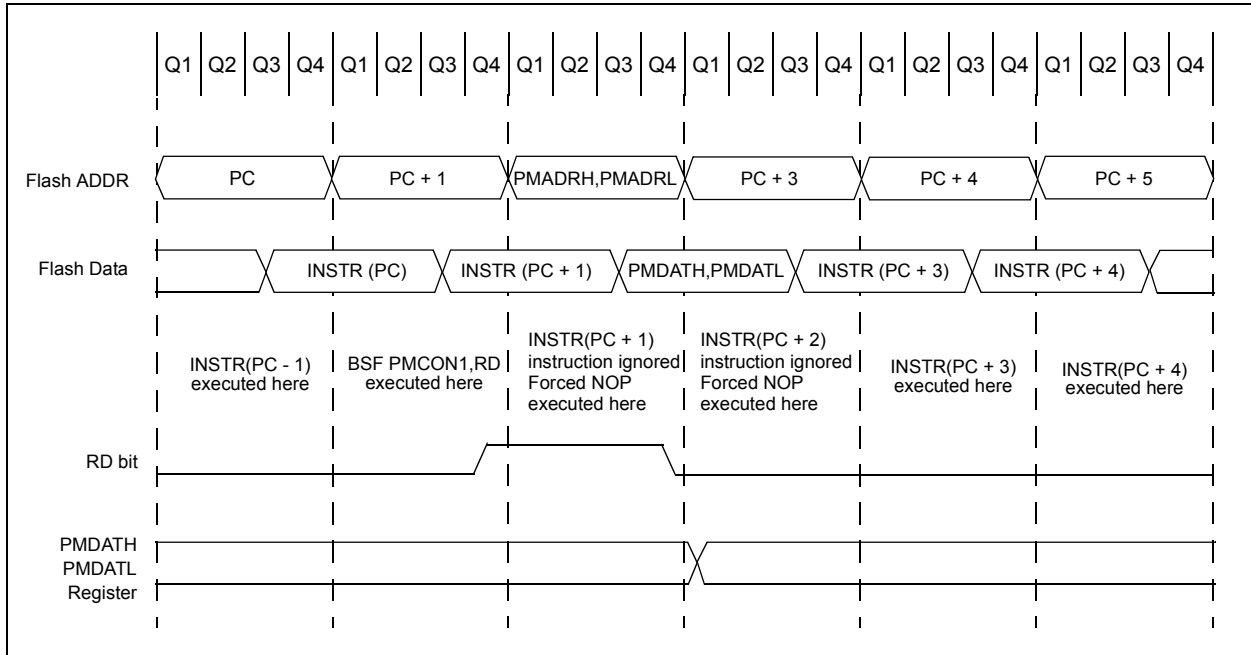 Q1 Q2 Q3 Q4 Q1 Q2 Q3 Q4 Q1 Q2 Q3 Q4 Q1 Q2 Q3 Q4 Q1 Q2 Q3 Q4 Q1 Q2 Q3 Q4
Flash ADDR
PC
PC + 1
PMADRH,PMADRL
PC + 3
PC + 4
PC + 5
Flash Data
INSTR (PC)
INSTR (PC + 1)
PMDATH,PMDATL
INSTR (PC + 3)
INSTR (PC + 4)
INSTR(PC - 1)
executed here
BSF PMCON1,RD
executed here
INSTR(PC + 1)
instruction ignored
Forced NOP
executed here
INSTR(PC + 2)
instruction ignored
Forced NOP
executed here
INSTR(PC + 3)
executed here
INSTR(PC + 4)
executed here
RD bit
PMDATH
PMDATL
Register